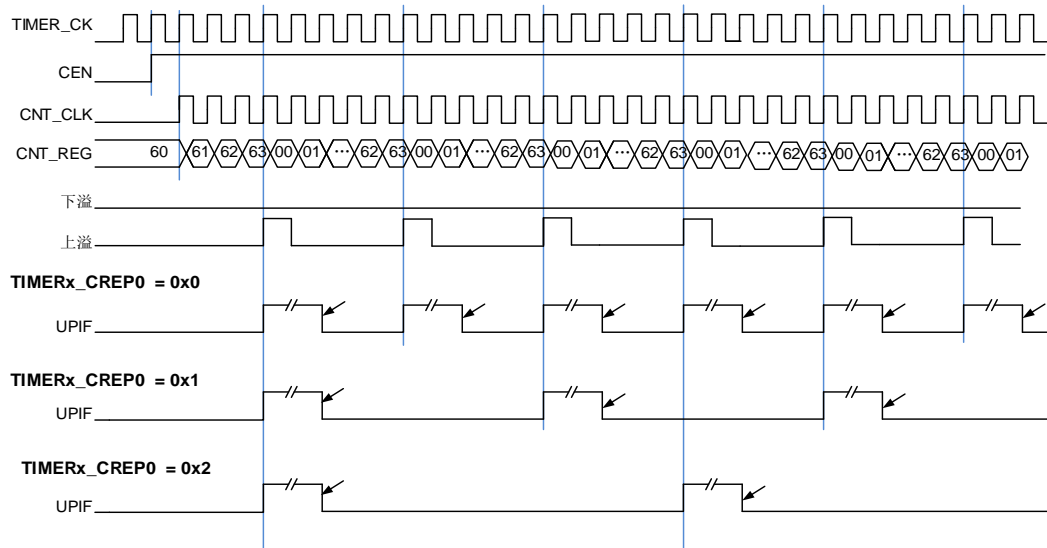 TIMER_CK
CEN
CNT_CLK
CNT_REG 60 61 62 63 00 01 ... 62 63 00 01 ... 62 63 00 01 ... 62 63 00 01 ... 62 63 00 01 ... 62 63 00 01
下溢
上溢
TIMERx_CREP0 = 0x0
UPIF
TIMERx_CREP0 = 0x1
UPIF
TIMERx_CREP0 = 0x2
UPIF